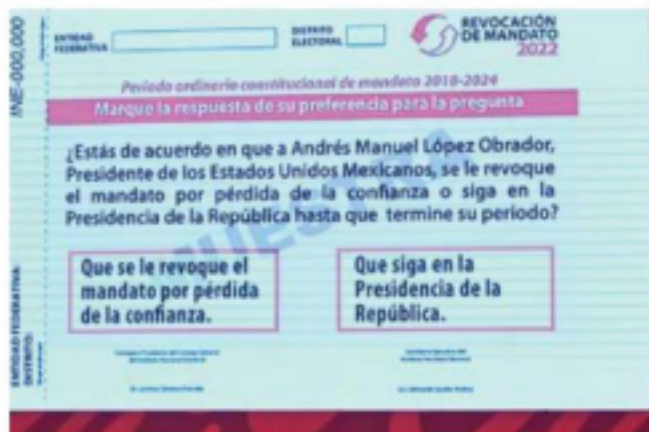 INE-000,000
ENTIDAD
FEDERATIVA
DISTRITO
ELECTORAL
REVOCACIÓN
DE MANDATO
2022
Periodo ordinario constitucional de mandato 2018-2024
Marque la respuesta de su preferencia para la pregunta
¿Estás de acuerdo en que a Andrés Manuel López Obrador,
Presidente de los Estados Unidos Mexicanos, se le revoque
el mandato por pérdida de la confianza o siga en la
Presidencia de la República hasta que termine su periodo?
MUESTRA
Que se le revoque el
mandato por pérdida
de la confianza.
Que siga en la
Presidencia de la
República.
ENTIDAD FEDERATIVA:
DISTRITO: